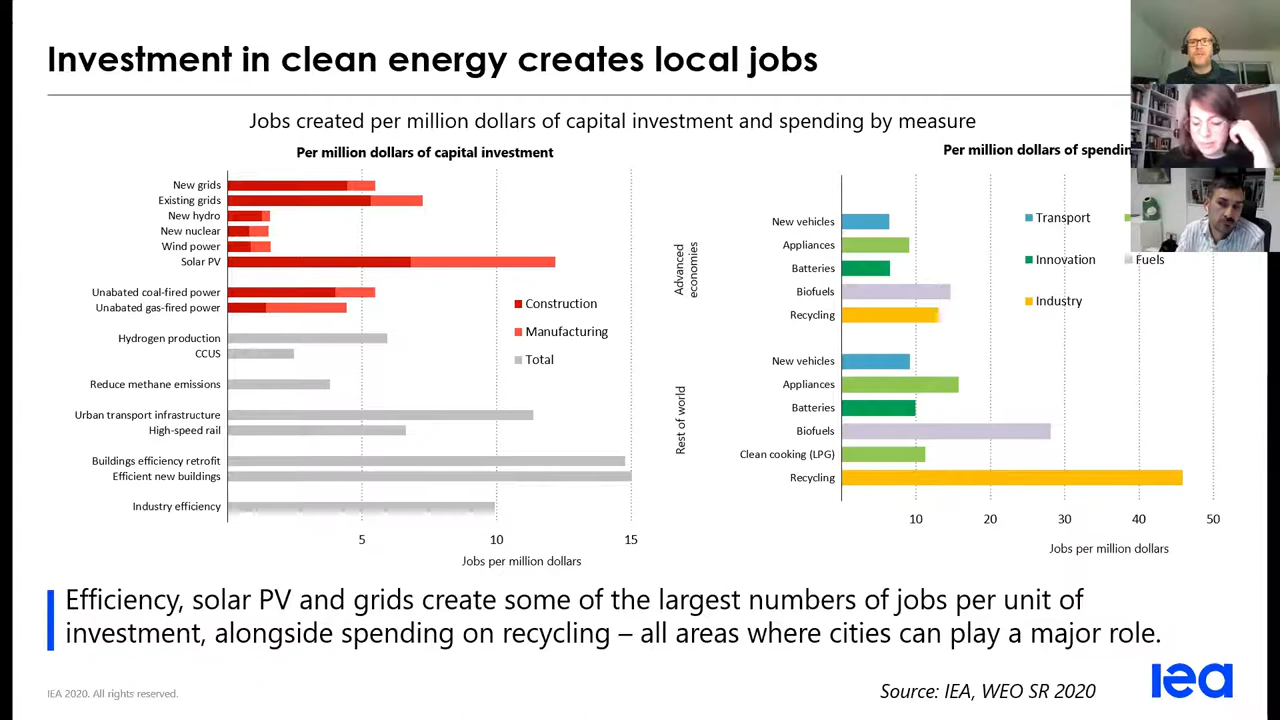 Investment in clean energy creates local jobs
Jobs created per million dollars of capital investment and spending by measure
Per million dollars of capital investment
New grids
Existing grids
New hydro
New nuclear
Wind power
Solar PV
Unabated coal-fired power
Unabated gas-fired power
Hydrogen production
CCUS
Reduce methane emissions
Urban transport infrastructure
High-speed rail
Buildings efficiency retrofit
Efficient new buildings
Industry efficiency
Construction
Manufacturing
Total
5 10 15
Jobs per million dollars
Per million dollars of
Advanced
economies
New vehicles
Appliances
Batteries
Biofuels
Recycling
Rest of world
New vehicles
Appliances
Batteries
Biofuels
Clean cooking (LPG)
Recycling
Transport
Innovation Fuels
Industry
10 20 30 40 50
Jobs per million dollars
Efficiency, solar PV and grids create some of the largest numbers of jobs per unit of
investment, alongside spending on recycling – all areas where cities can play a major role.
IEA 2020. All rights reserved.
Source: IEA, WEO SR 2020
iea